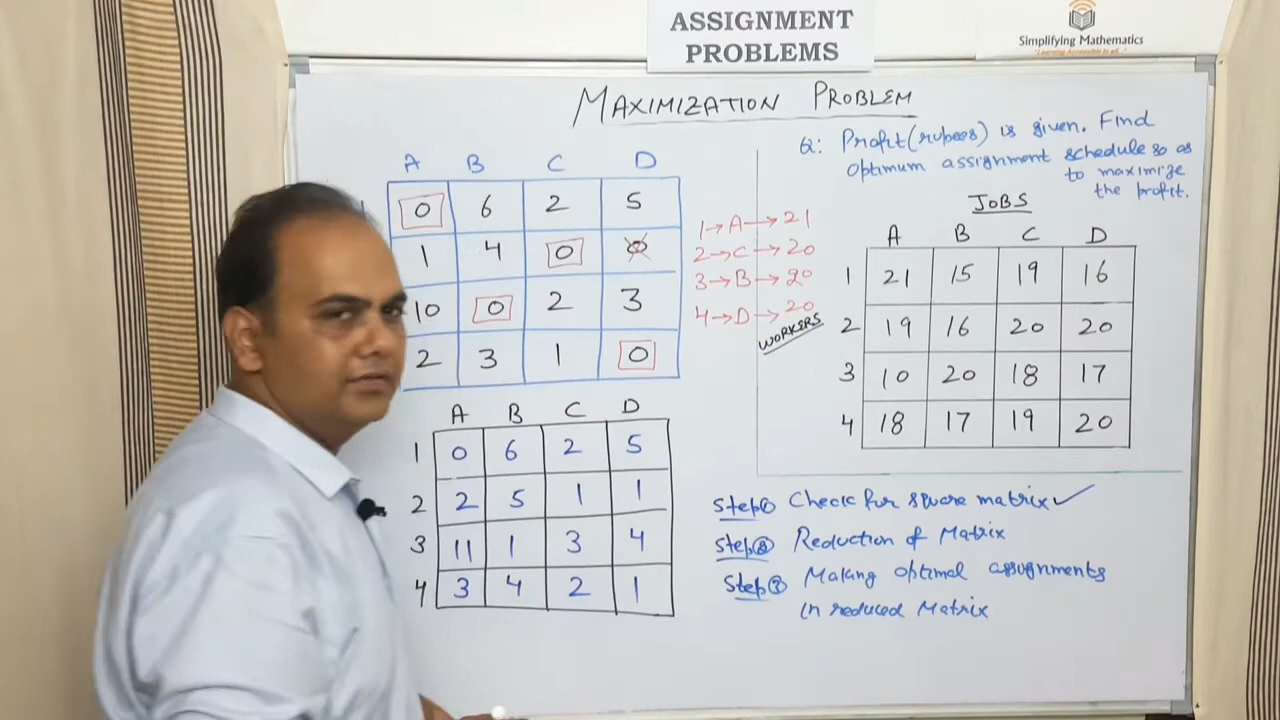 ASSIGNMENT
PROBLEMS
Simplifying Mathematics
MAXIMIZATION PROBLEM
Q: Profit (rupees) is given. Find
optimum assignment schedule so as
to maximize
the profit.
A B C D
0 6 2 5
1 4 0 0
10 0 2 3
2 3 1 0
1→A→21
2→C→20
3→B→20
4→D→20
WORKERS
JOBS
A B C D
1 21 15 19 16
2 19 16 20 20
3 10 20 18 17
4 18 17 19 20
A B C D
1 0 6 2 5
2 2 5 1 1
3 11 1 3 4
4 3 4 2 1
Step① Check for square matrix ✓
Step② Reduction of Matrix
Step③ Making optimal assignments
in reduced Matrix